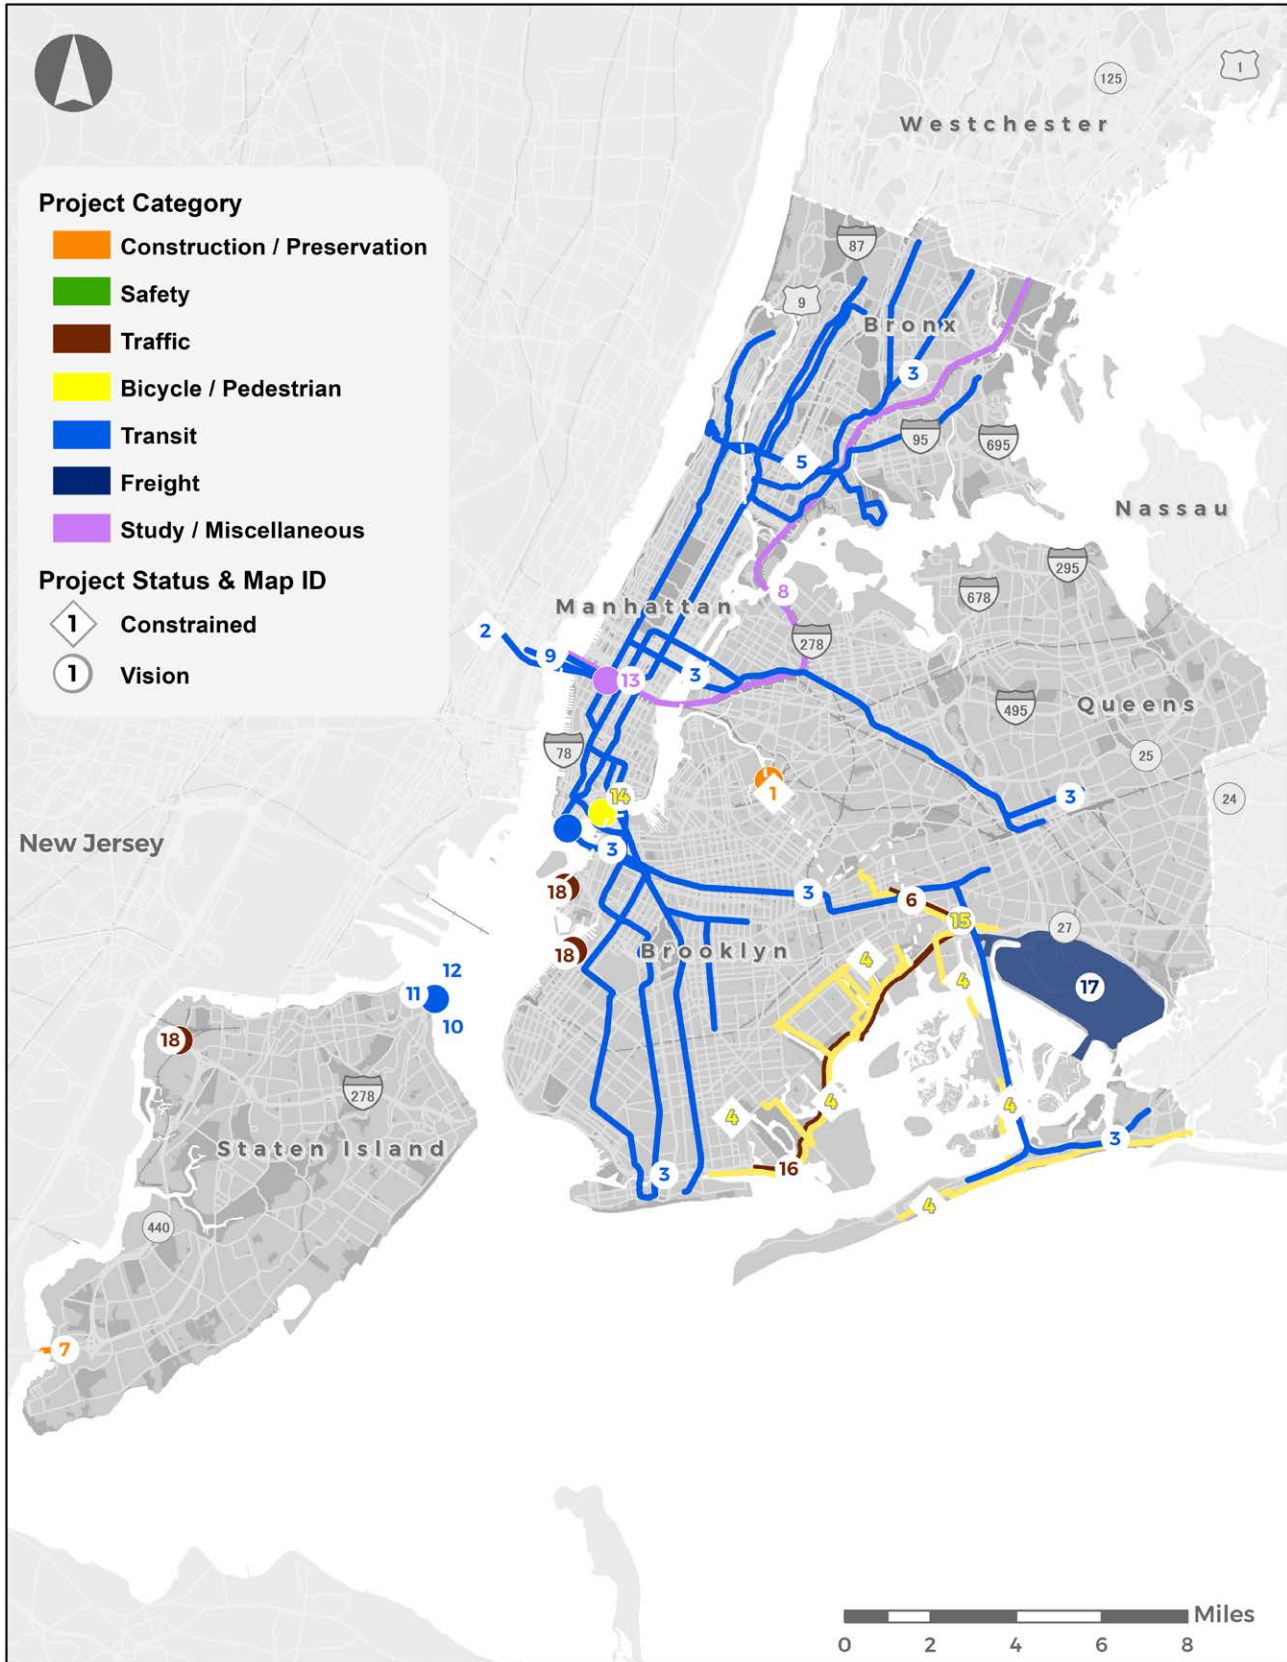 125
1
Westchester
Project Category
Construction / Preservation
Safety
Traffic
Bicycle / Pedestrian
Transit
Freight
Study / Miscellaneous
Project Status & Map ID
1 Constrained
1 Vision
87
9
Bronx
3
95
695
5
Nassau
295
678
8
Manhattan
278
2
9
3
13
495
Queens
78
25
1
14
3
24
New Jersey
3
18
3
6
15
27
Brooklyn
18
4
4
17
12
11
10
18
278
4
4
4
3
Staten Island
16
3
4
440
7
Miles
0 2 4 6 8